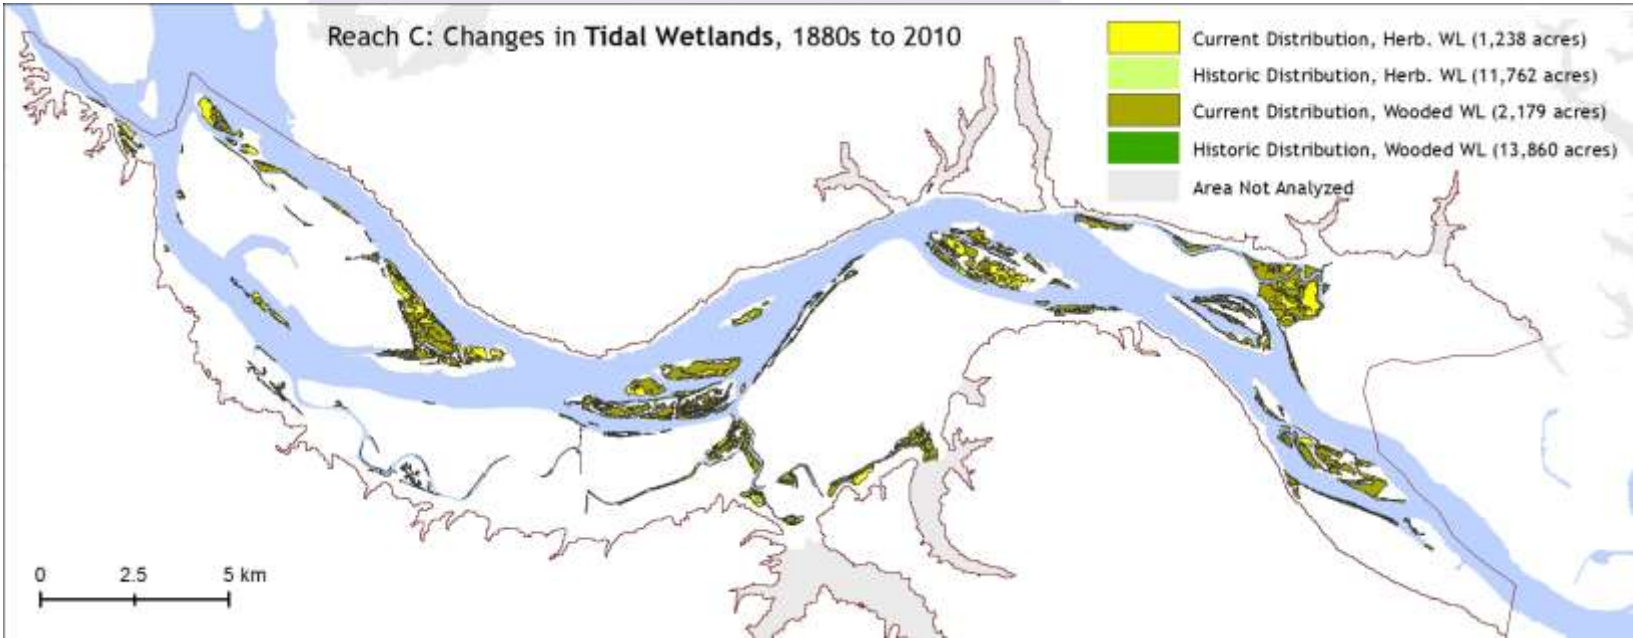 Reach C: Changes in Tidal Wetlands, 1880s to 2010
Current Distribution, Herb. WL (1,238 acres)
Historic Distribution, Herb. WL (11,762 acres)
Current Distribution, Wooded WL (2,179 acres)
Historic Distribution, Wooded WL (13,860 acres)
Area Not Analyzed
0 2.5 5 km